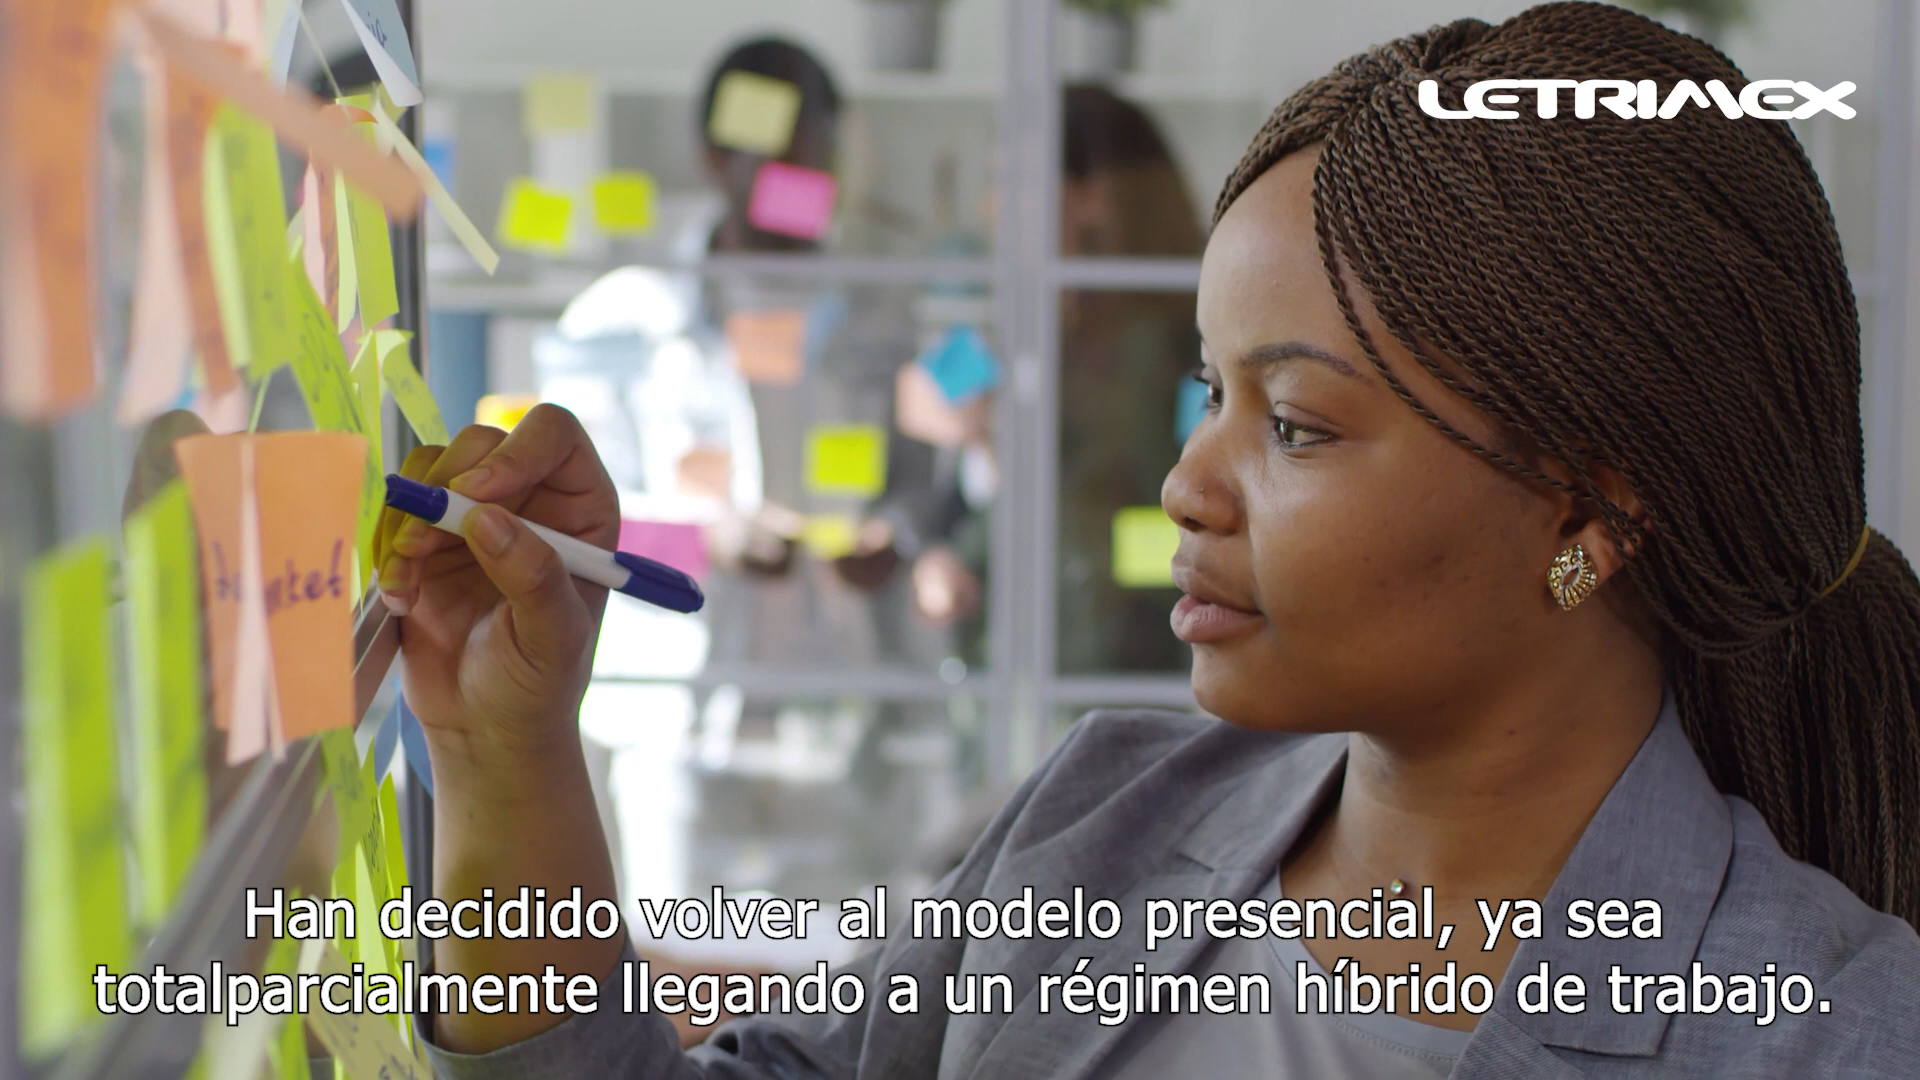 LETRIMEX
Han decidido volver al modelo presencial, ya sea
totalparcialmente llegando a un régimen híbrido de trabajo.